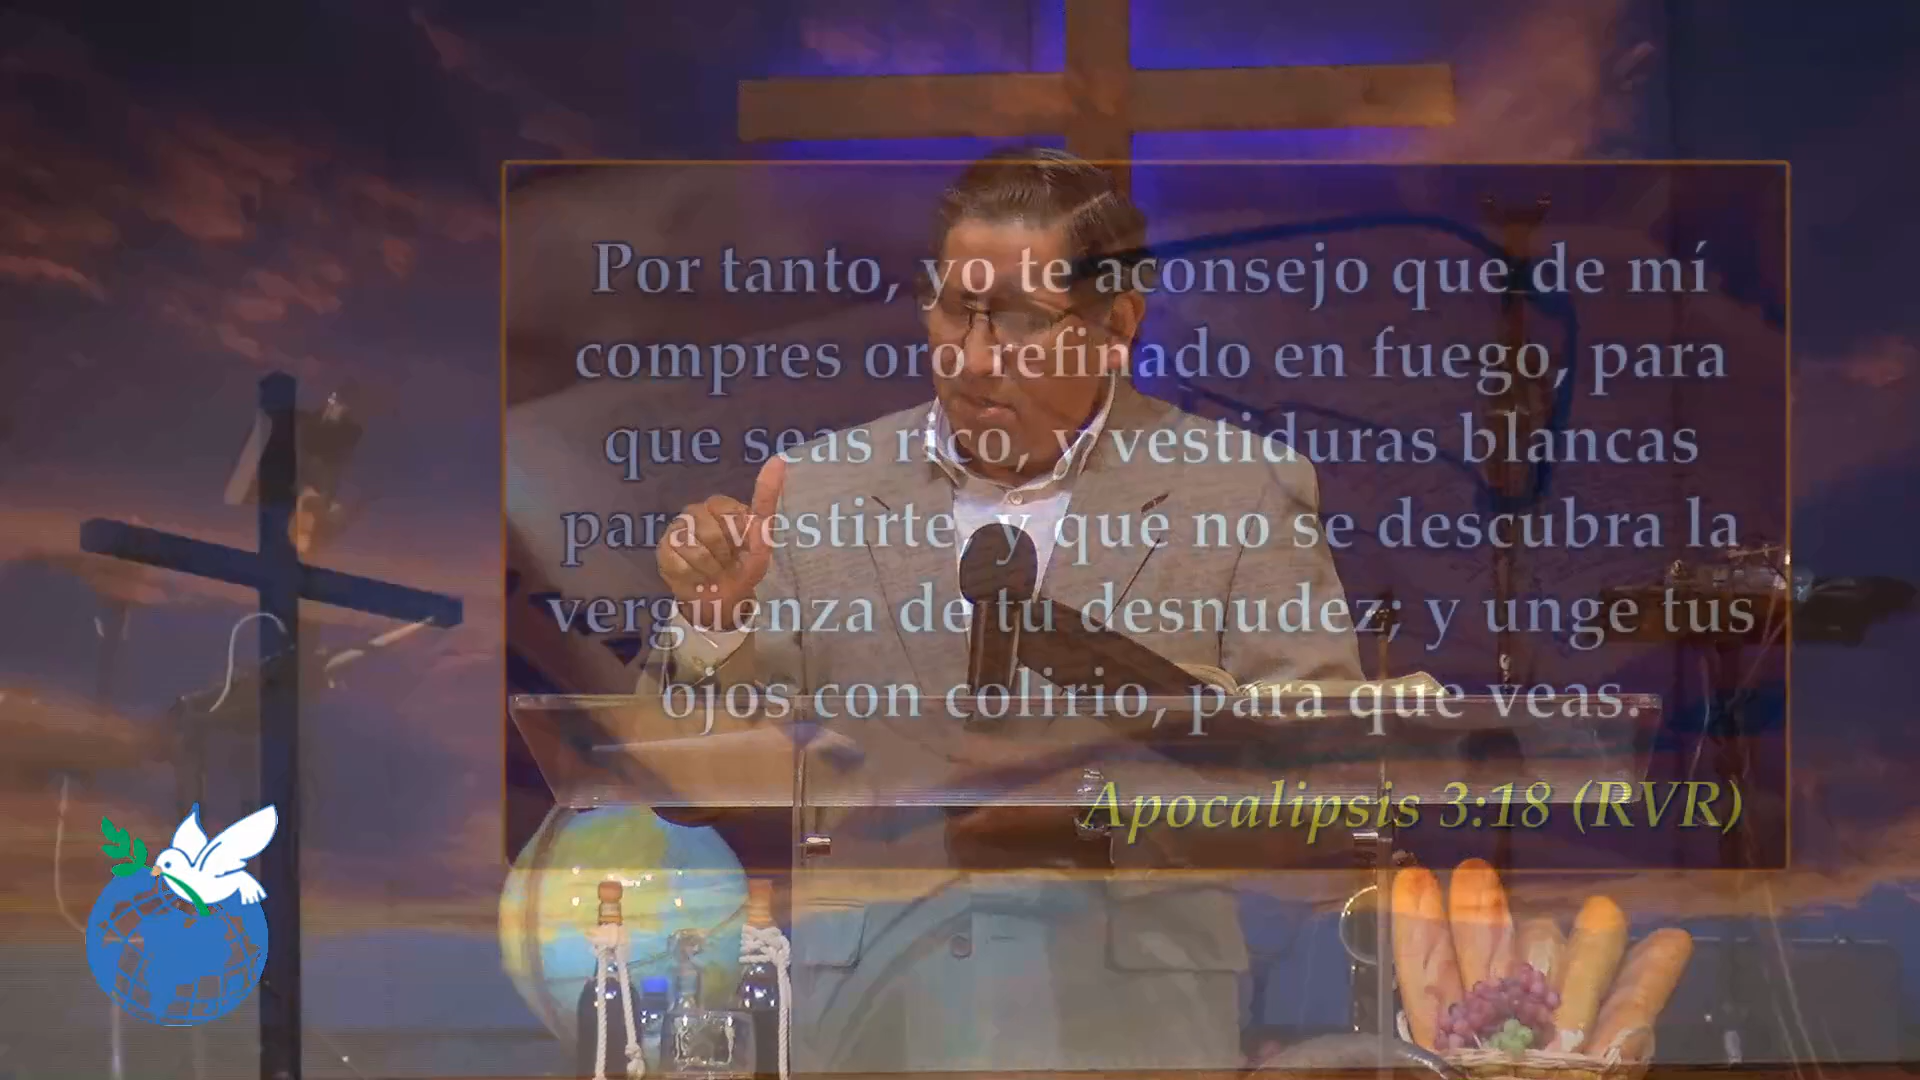 Por tanto, yo te aconsejo que de mí
compres oro refinado en fuego, para
que seas rico, y vestiduras blancas
para vestirte, y que no se descubra la
vergüenza de tu desnudez; y unge tus
ojos con colirio, para que veas.
Apocalipsis 3:18 (RVR)